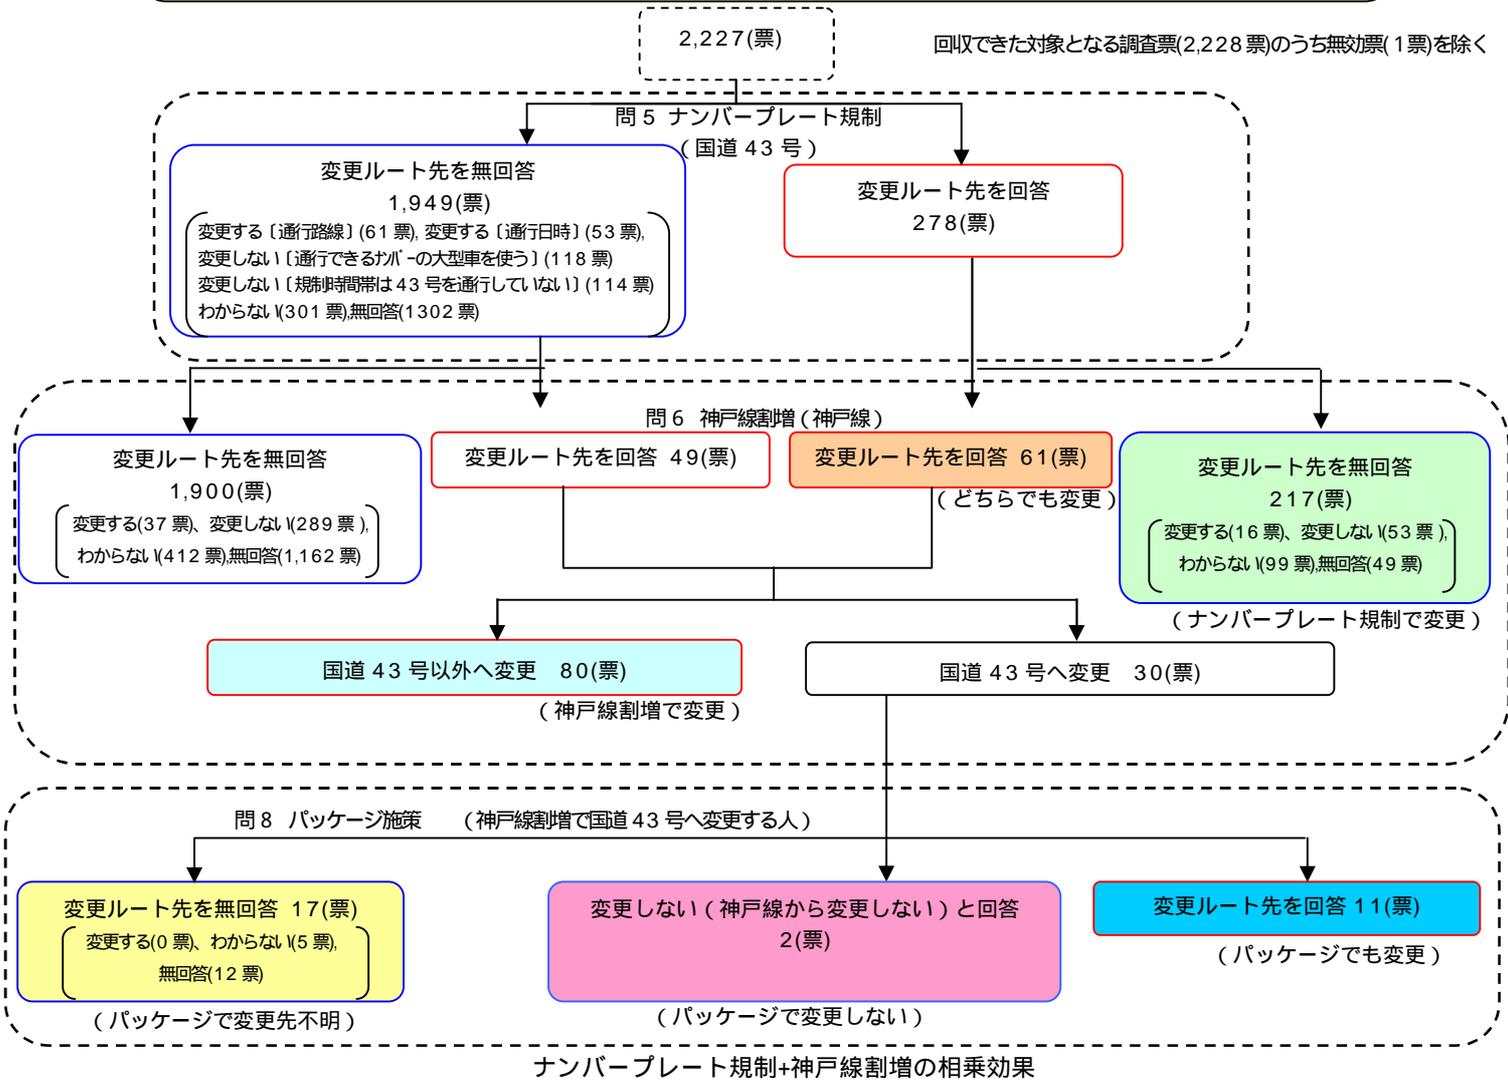 2,227(票)
回収できた対象となる調査票(2,228票)のうち無効票(1票)を除く
問5 ナンバープレート規制
(国道43号)
変更ルート先を無回答
1,949(票)
変更する〔通行路線〕(61票), 変更する〔通行日時〕(53票),
変更しない〔通行できるナンバーの大型車を使う〕(118票)
変更しない〔規制時間帯は43号を通行していない〕(114票)
わからない(301票),無回答(1302票)
変更ルート先を回答
278(票)
問6 神戸線割増(神戸線)
変更ルート先を無回答
1,900(票)
変更する(37票)、変更しない(289票),
わからない(412票),無回答(1,162票)
変更ルート先を回答 49(票)
変更ルート先を回答 61(票)
(どちらでも変更)
変更ルート先を無回答
217(票)
変更する(16票)、変更しない(53票),
わからない(99票),無回答(49票)
(ナンバープレート規制で変更)
国道43号以外へ変更 80(票)
(神戸線割増で変更)
国道43号へ変更 30(票)
問8 パッケージ施策 (神戸線割増で国道43号へ変更する人)
変更ルート先を無回答 17(票)
変更する(0票)、わからない(5票),
無回答(12票)
(パッケージで変更先不明)
変更しない(神戸線から変更しない)と回答
2(票)
(パッケージで変更しない)
変更ルート先を回答11(票)
(パッケージでも変更)
ナンバープレート規制+神戸線割増の相乗効果